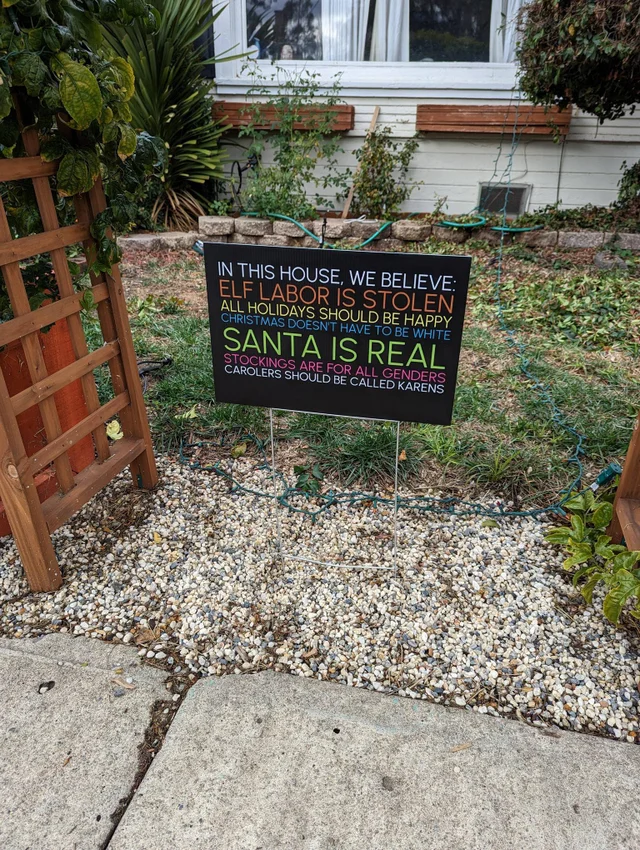 IN THIS HOUSE, WE BELIEVE:
ELF LABOR IS STOLEN
ALL HOLIDAYS SHOULD BE HAPPY
CHRISTMAS DOESN'T HAVE TO BE WHITE
SANTA IS REAL
STOCKINGS ARE FOR ALL GENDERS
CAROLERS SHOULD BE CALLED KARENS